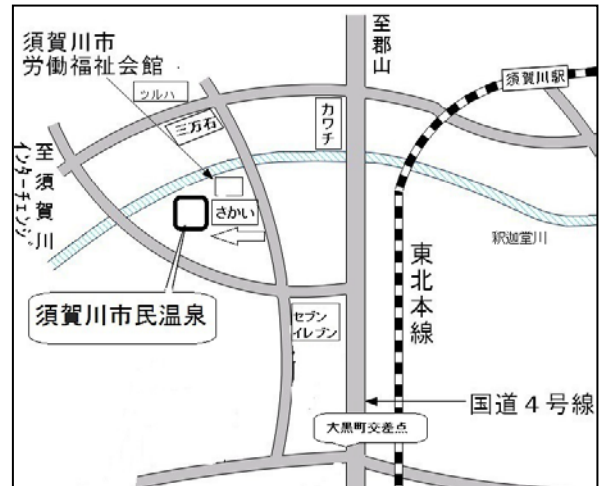 須賀川市
労働福祉会館
ツルハ
三万石
カワチ
至郡山
須賀川駅
至須賀川
インターチェンジ
さかい
釈迦堂川
須賀川市民温泉
セブン
イレブン
東北本線
国道４号線
大黒町交差点